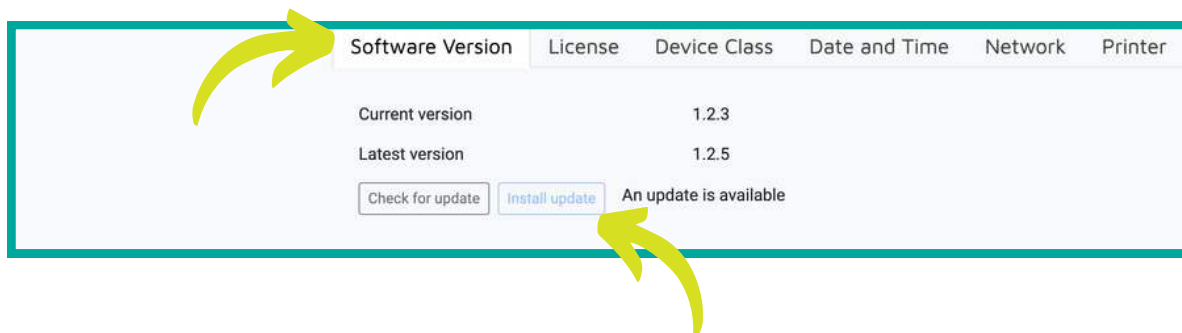 Software Version License Device Class Date and Time Network Printer
Current version 1.2.3
Latest version 1.2.5
Check for update Install update An update is available